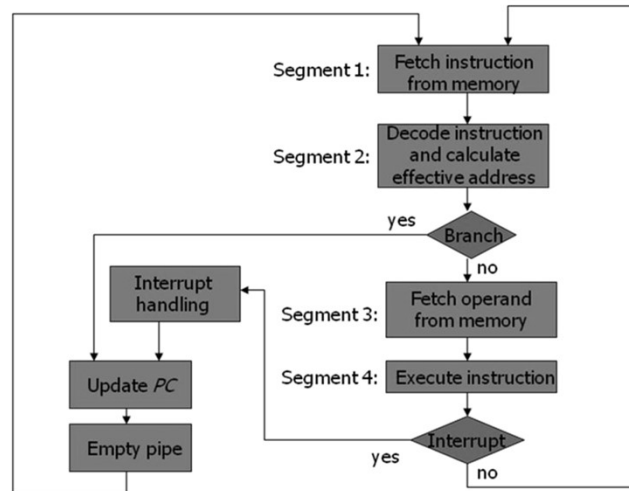 Segment 1:
Fetch instruction
from memory
Segment 2:
Decode instruction
and calculate
effective address
yes
Branch
no
Interrupt
handling
Segment 3:
Fetch operand
from memory
Segment 4:
Execute instruction
Update PC
Interrupt
yes
no
Empty pipe